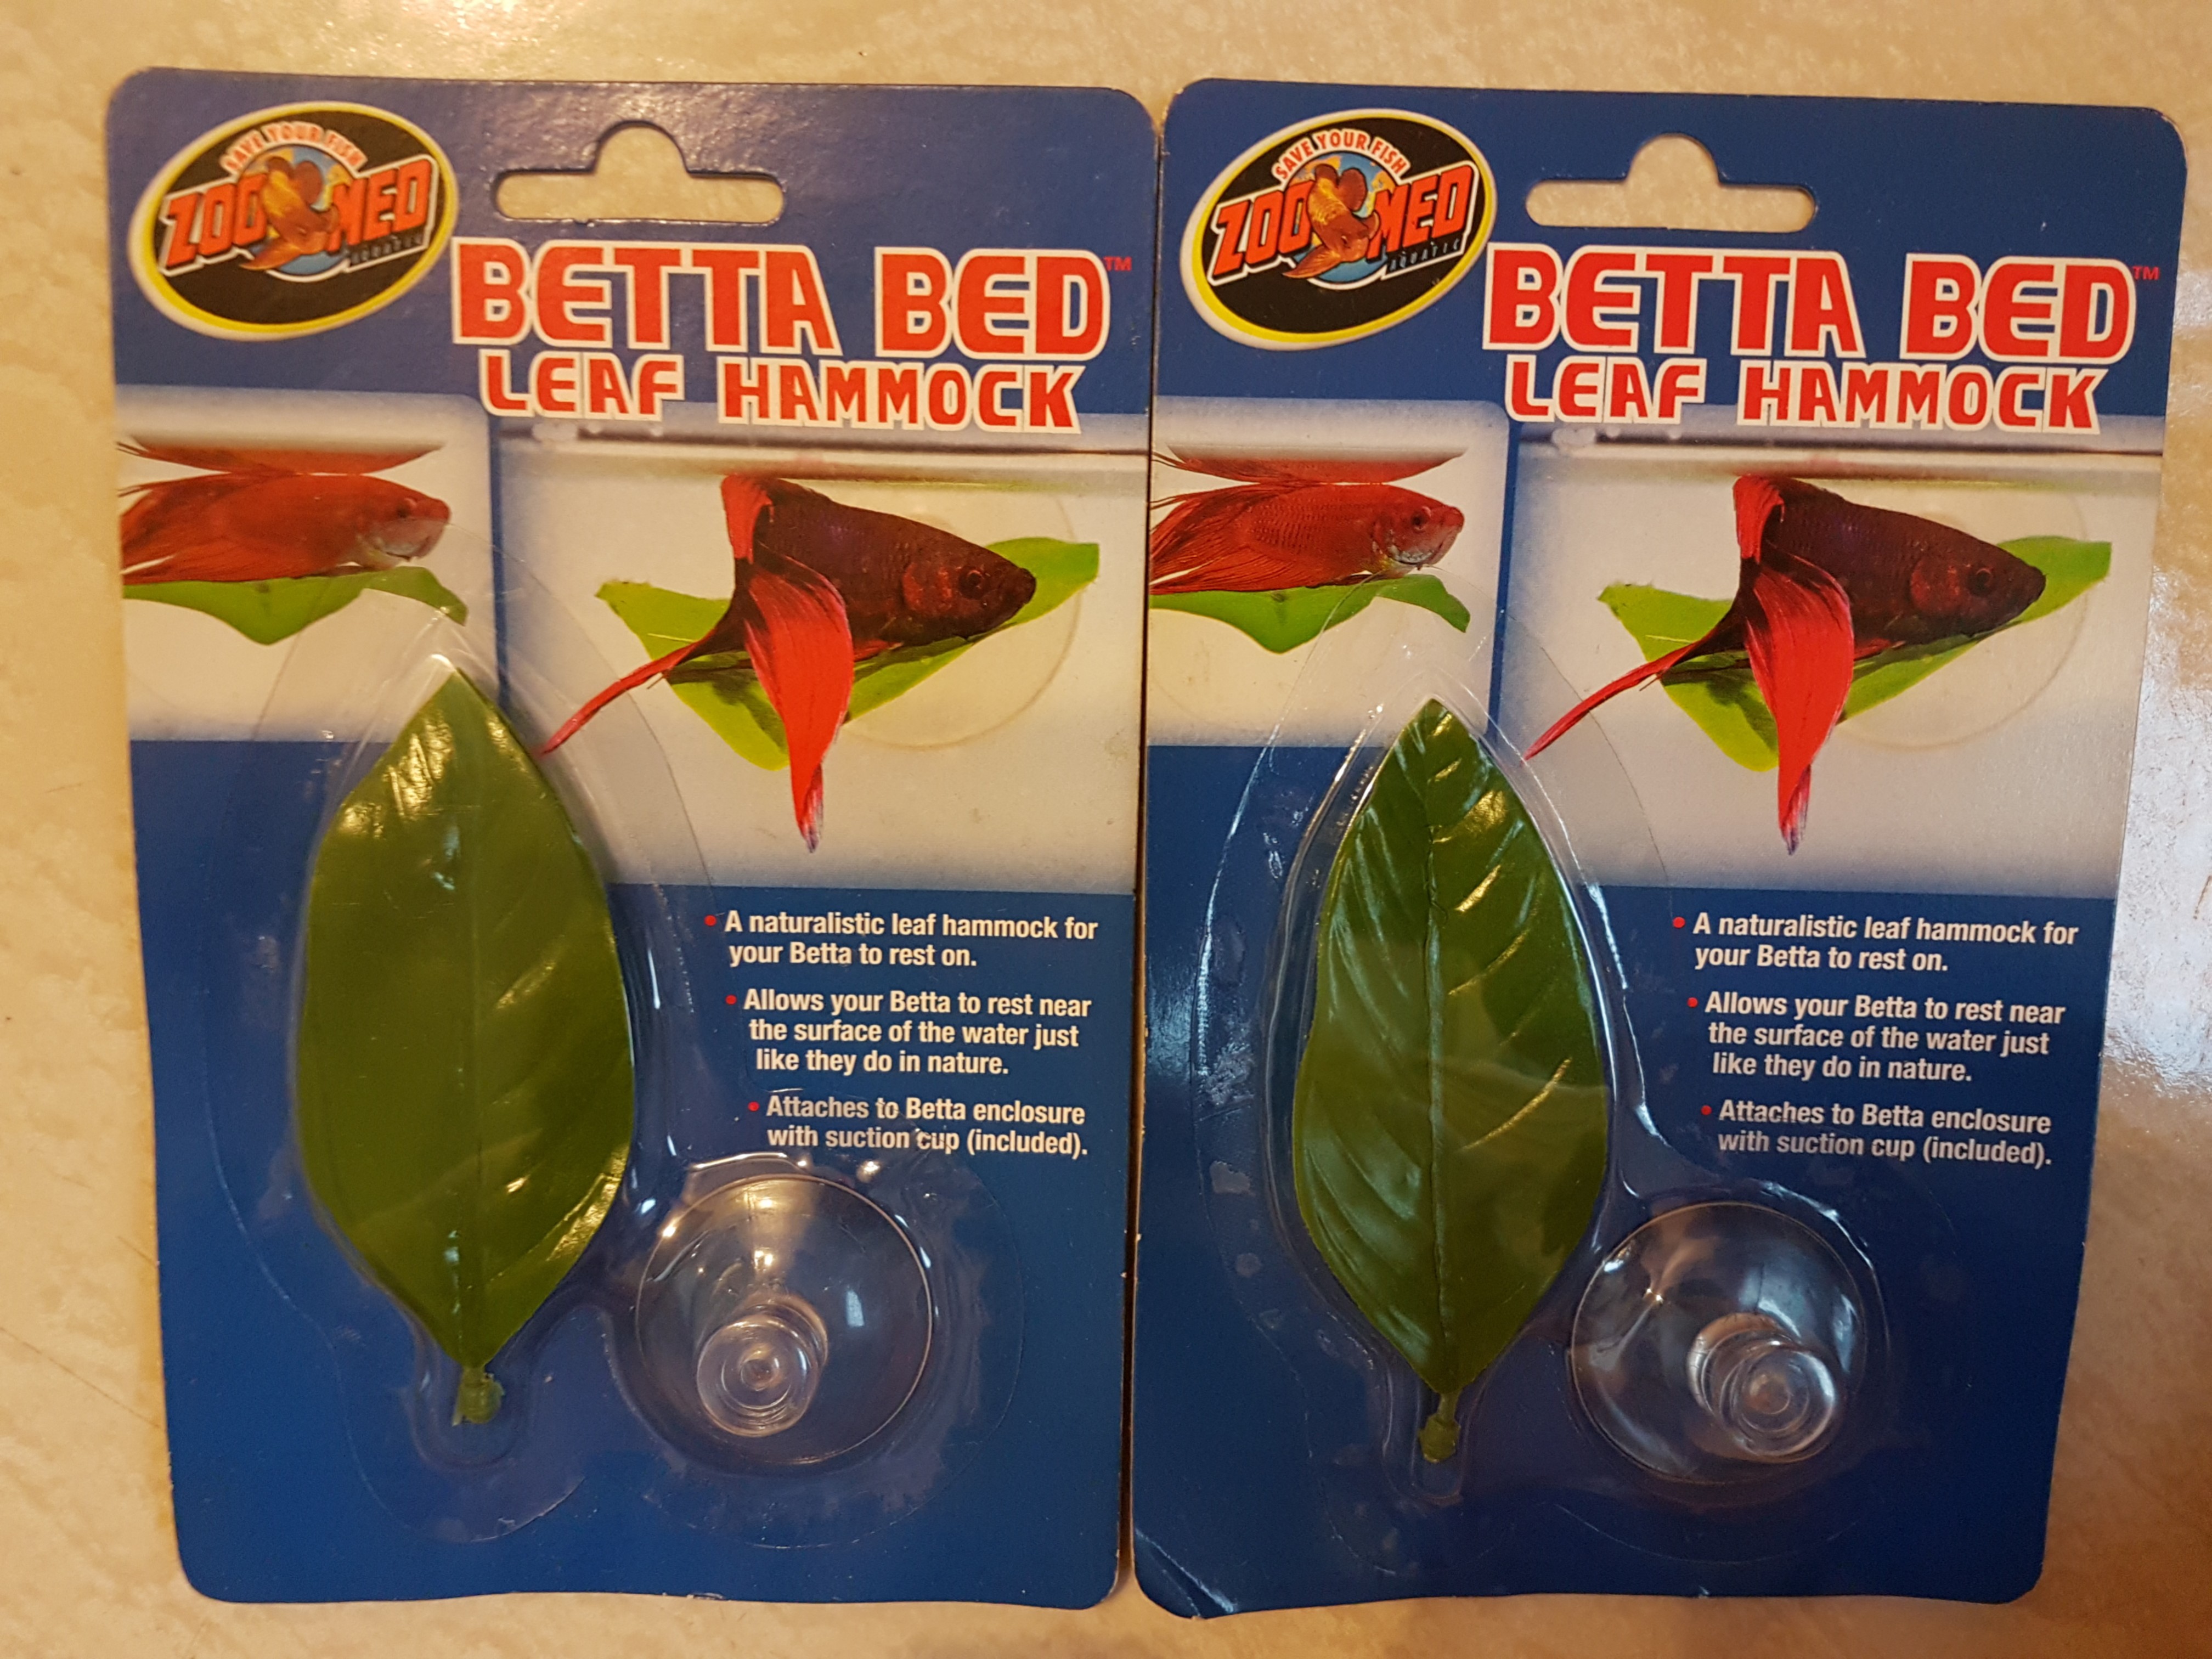 SAVE YOUR FISH
ZOO MED
AQUATIC
BETTA BED™
LEAF HAMMOCK
• A naturalistic leaf hammock for
your Betta to rest on.
• Allows your Betta to rest near
the surface of the water just
like they do in nature.
• Attaches to Betta enclosure
with suction cup (included).
SAVE YOUR FISH
ZOO MED
AQUATIC
BETTA BED™
LEAF HAMMOCK
• A naturalistic leaf hammock for
your Betta to rest on.
• Allows your Betta to rest near
the surface of the water just
like they do in nature.
• Attaches to Betta enclosure
with suction cup (included).